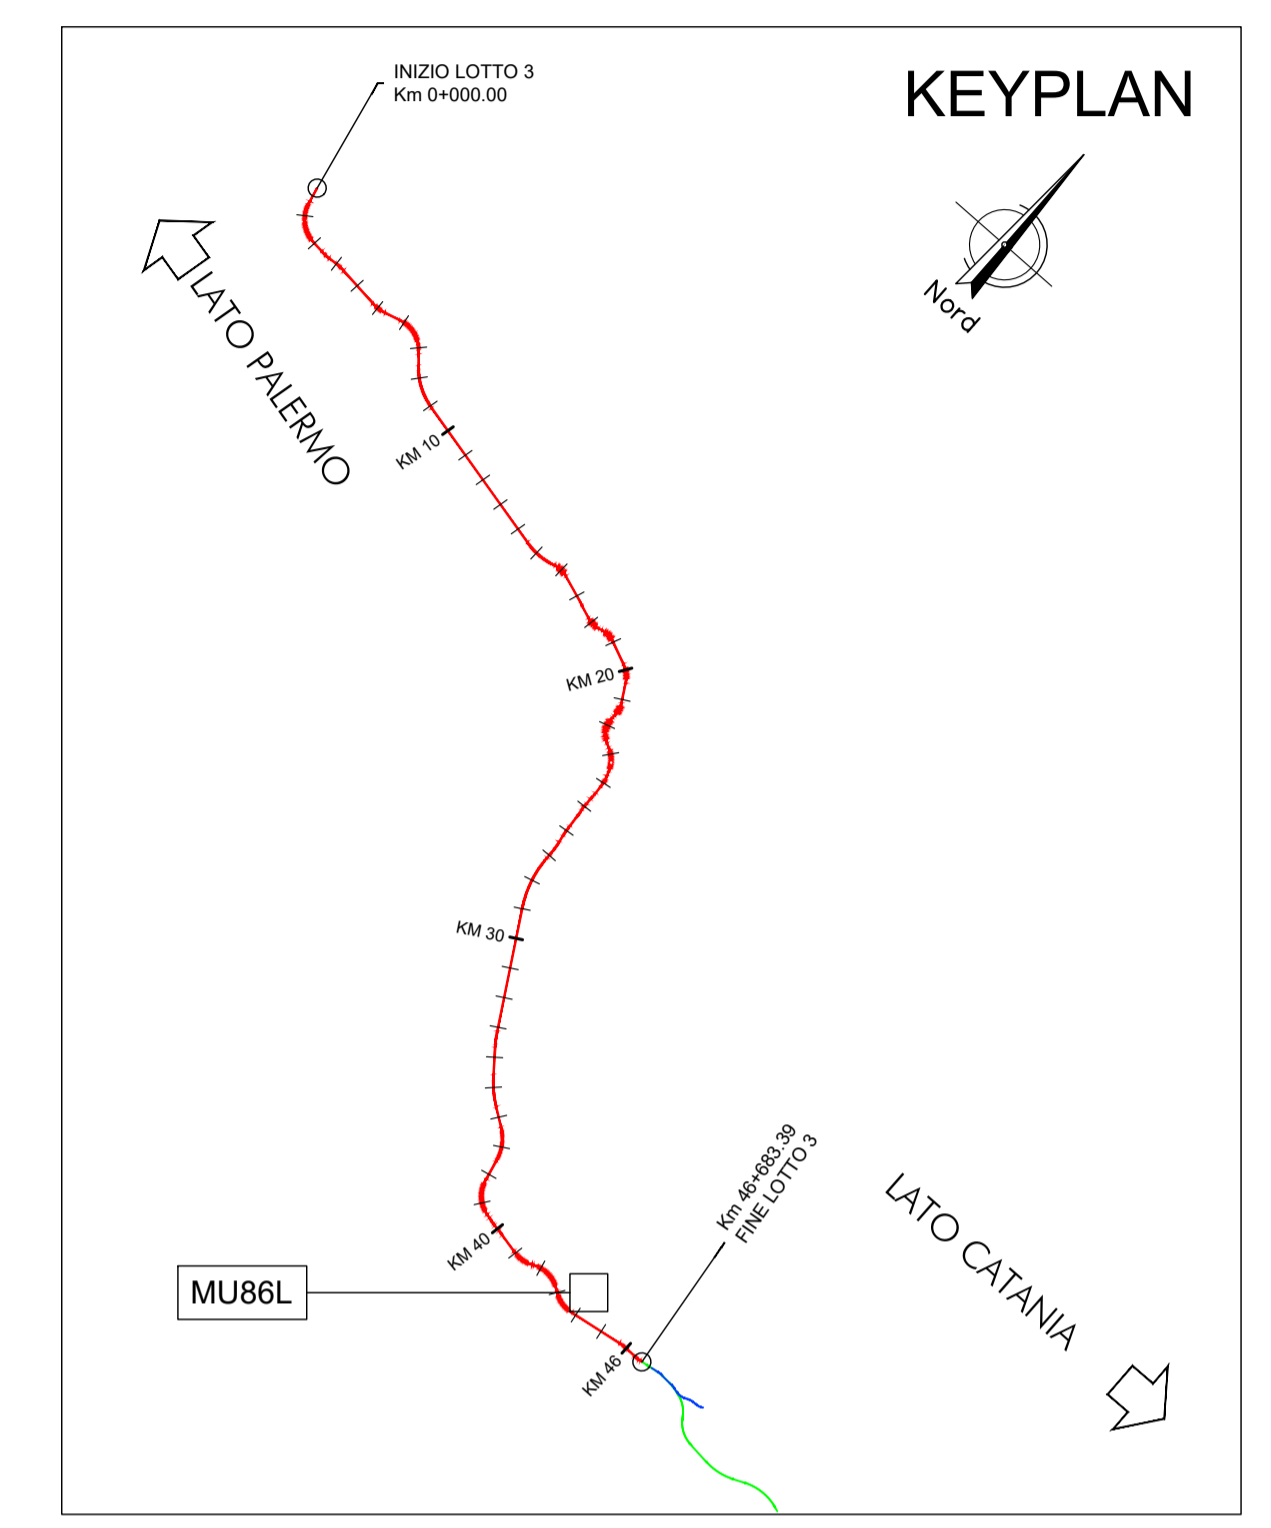 INIZIO LOTTO 3
Km 0+000.00
KEYPLAN
Nord
LATO PALERMO
KM 10
KM 20
KM 30
KM 40
MU86L
KM 46
Km 46+683.39
FINE LOTTO 3
LATO CATANIA